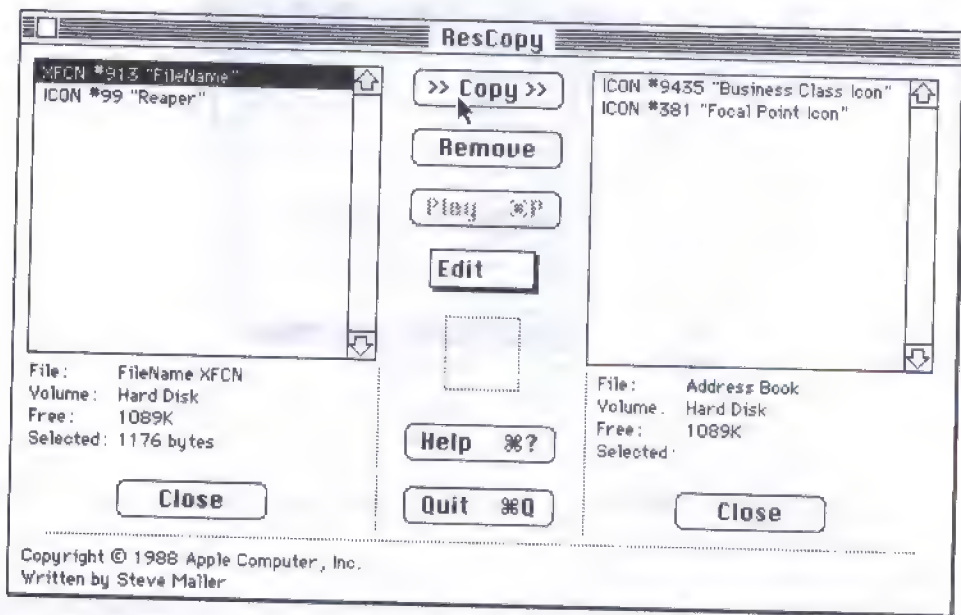 ResCopy
XFCN #913 "FileName"
ICON #99 "Reaper"
>> Copy >>
Remove
Play ⌘P
Edit
Help ⌘?
Quit ⌘Q
ICON #9435 "Business Class Icon"
ICON #381 "Focal Point Icon"
File: FileName XFCN
Volume: Hard Disk
Free: 1089K
Selected: 1176 bytes
Close
File: Address Book
Volume: Hard Disk
Free: 1089K
Selected:
Close
Copyright © 1988 Apple Computer, Inc.
Written by Steve Maller